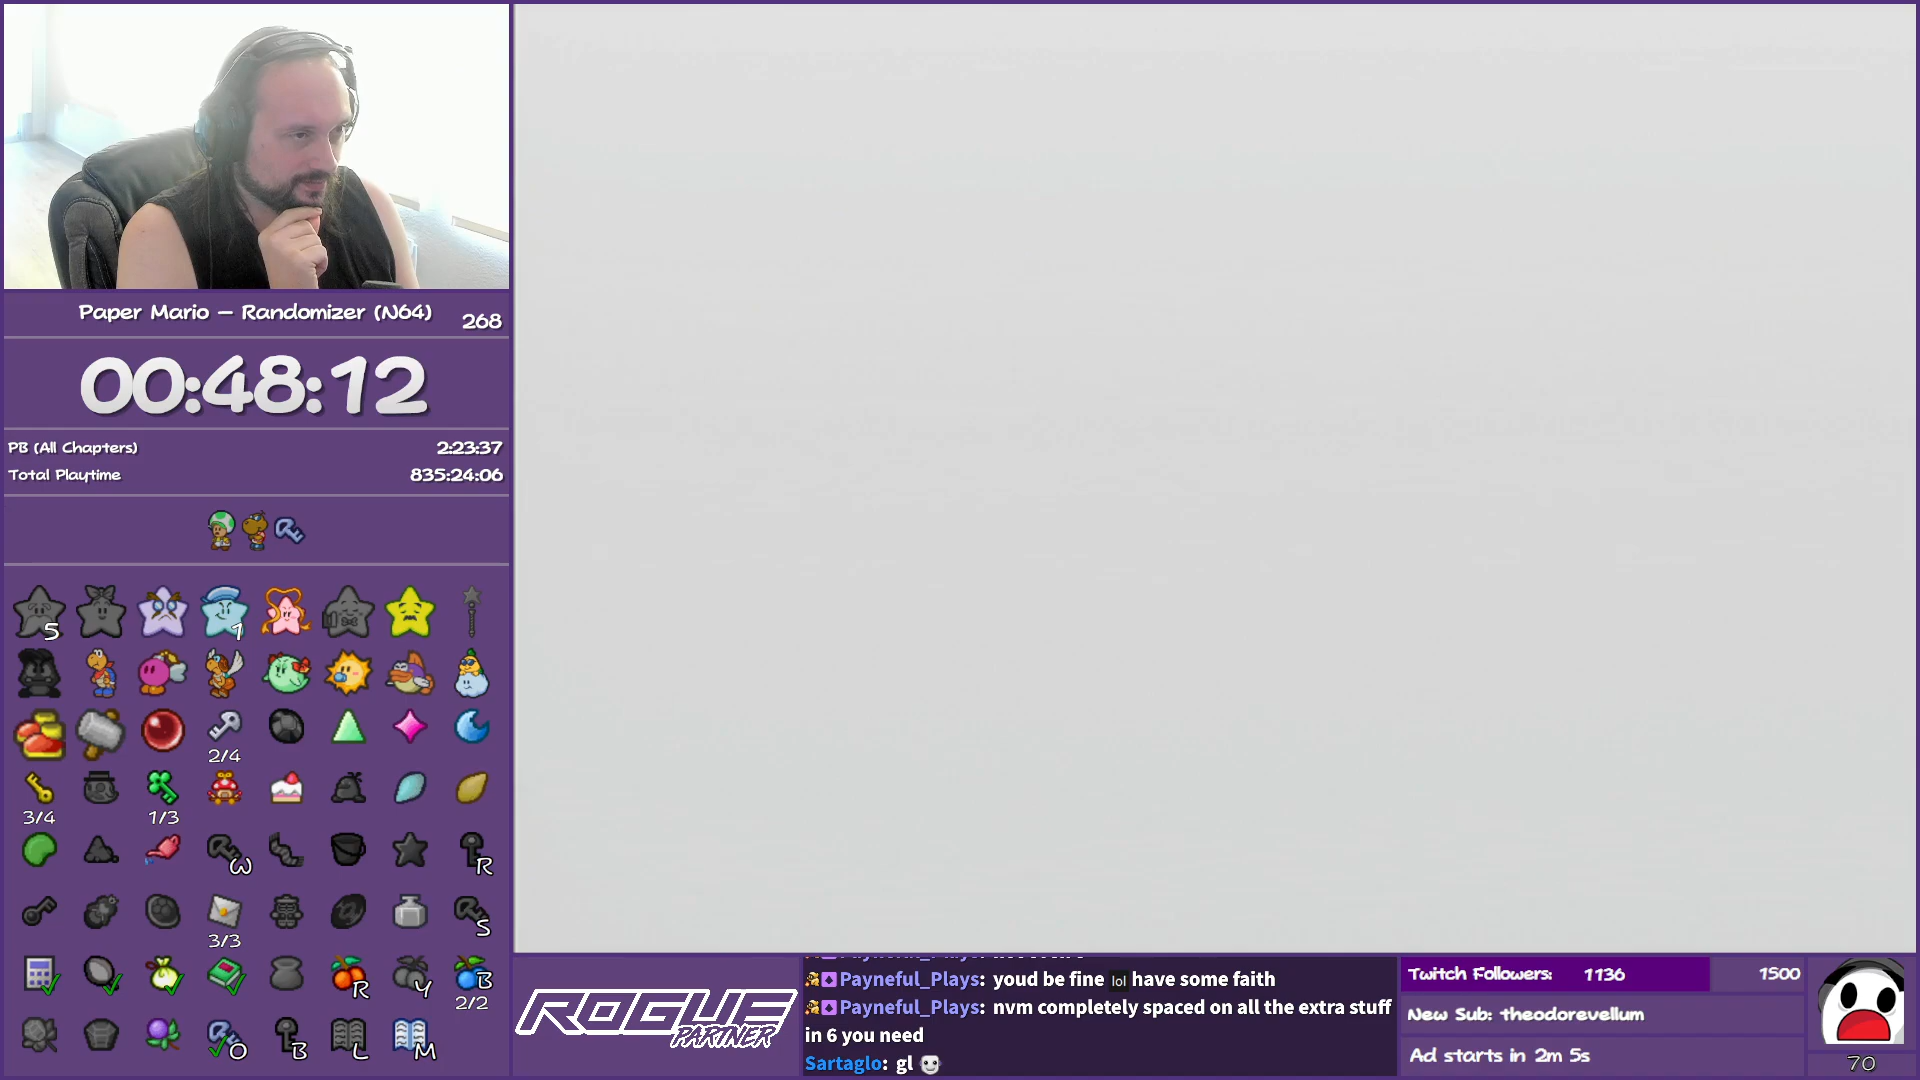 Paper Mario – Randomizer (N64)
268
00:48:12
PB (All Chapters) 2:23:37
Total Playtime 835:24:06
5
1
2/4
3/4
1/3
W
R
3/3
S
R
Y
B
2/2
O
B
L
M
ROGUE
PARTNER
Payneful_Plays: youd be fine lol have some faith
Payneful_Plays: nvm completely spaced on all the extra stuff
in 6 you need
Sartaglo: gl
Twitch Followers: 1136 1500
New Sub: theodorevellum
Ad starts in 2m 5s
70